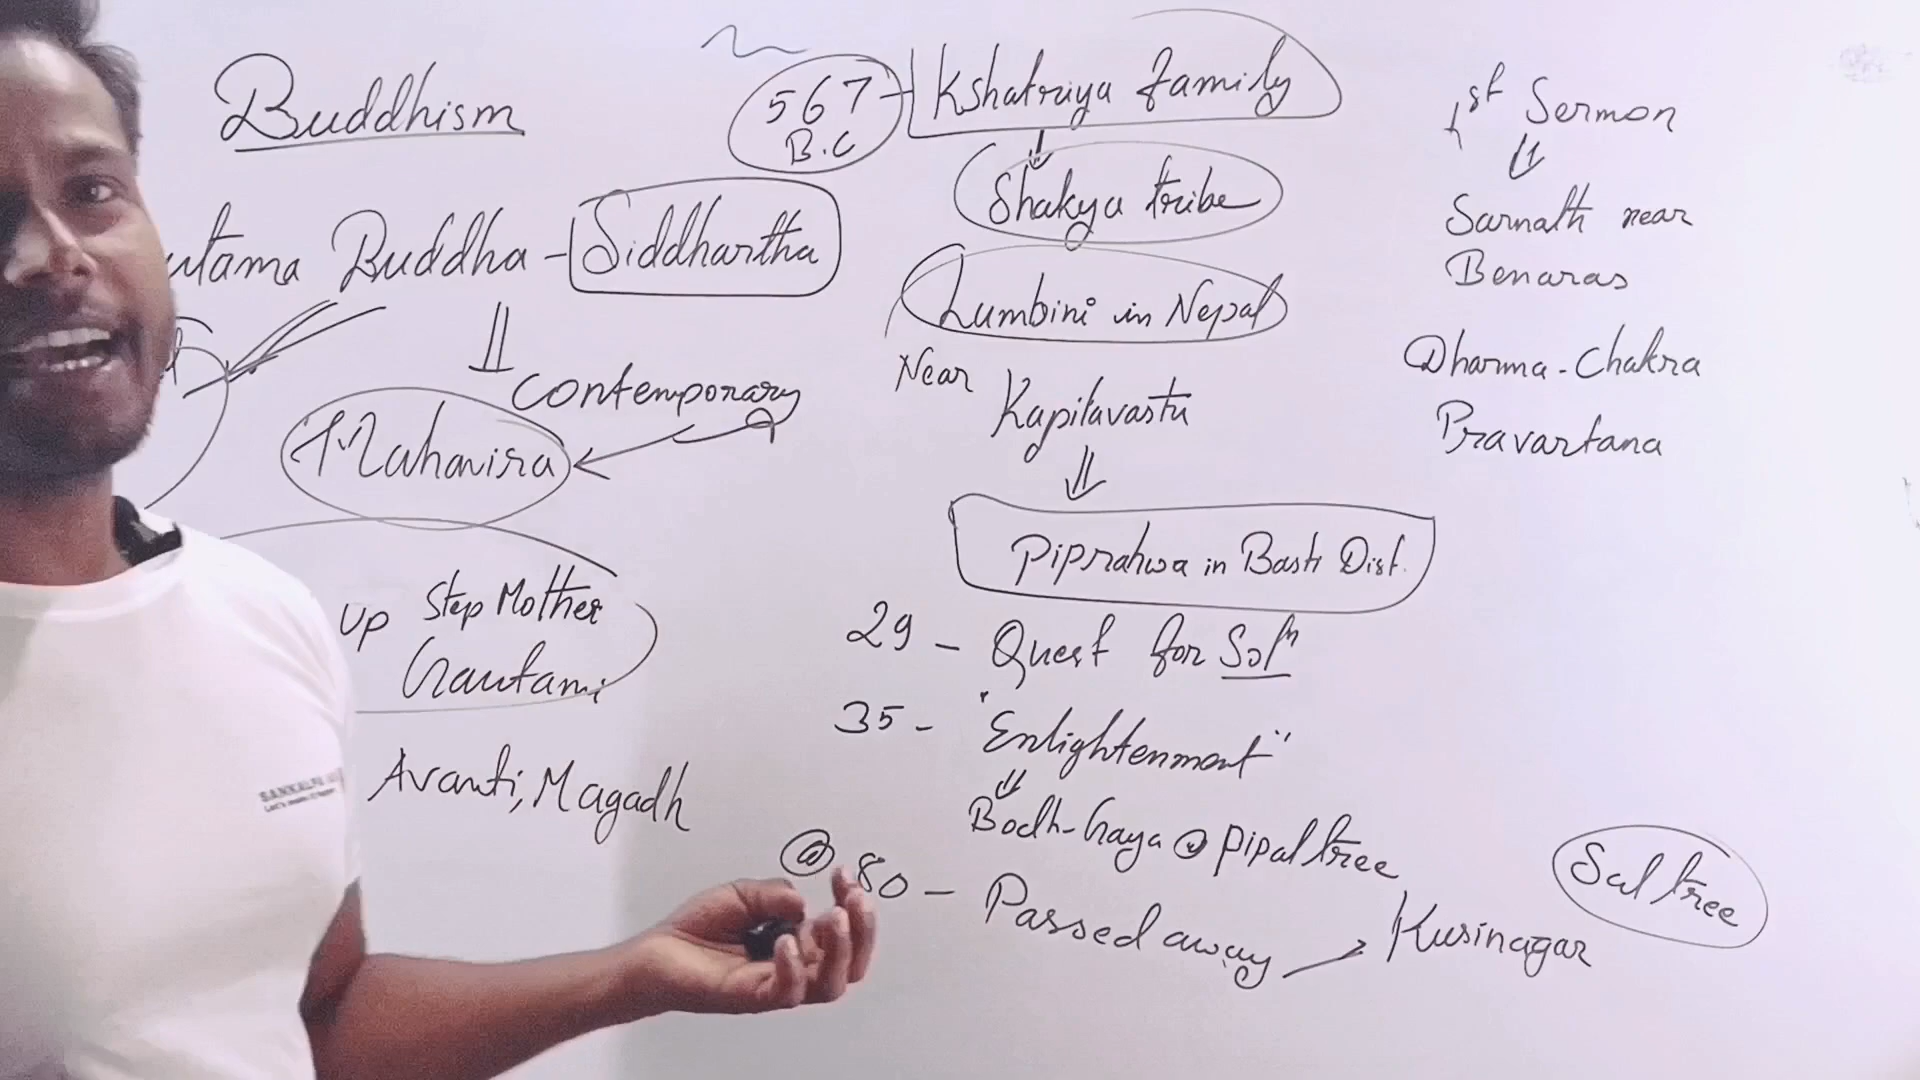 Buddhism
utama Buddha - Siddhartha
contemporary
Mahavira
up Step Mother
Gautami
Avanti, Magadh
567 - Kshatriya family
B.C
Shakya tribe
Lumbini in Nepal
Near
Kapilavastu
Piprahwa in Basti Dist.
29 - Quest for Solⁿ
35 - "Enlightenment"
Bodh-Gaya @ Pipal tree
@ 80 - Passed away → Kusinagar
Sal tree
1st Sermon
Sarnath near
Benaras
Dharma-Chakra
Pravartana
SANKALP